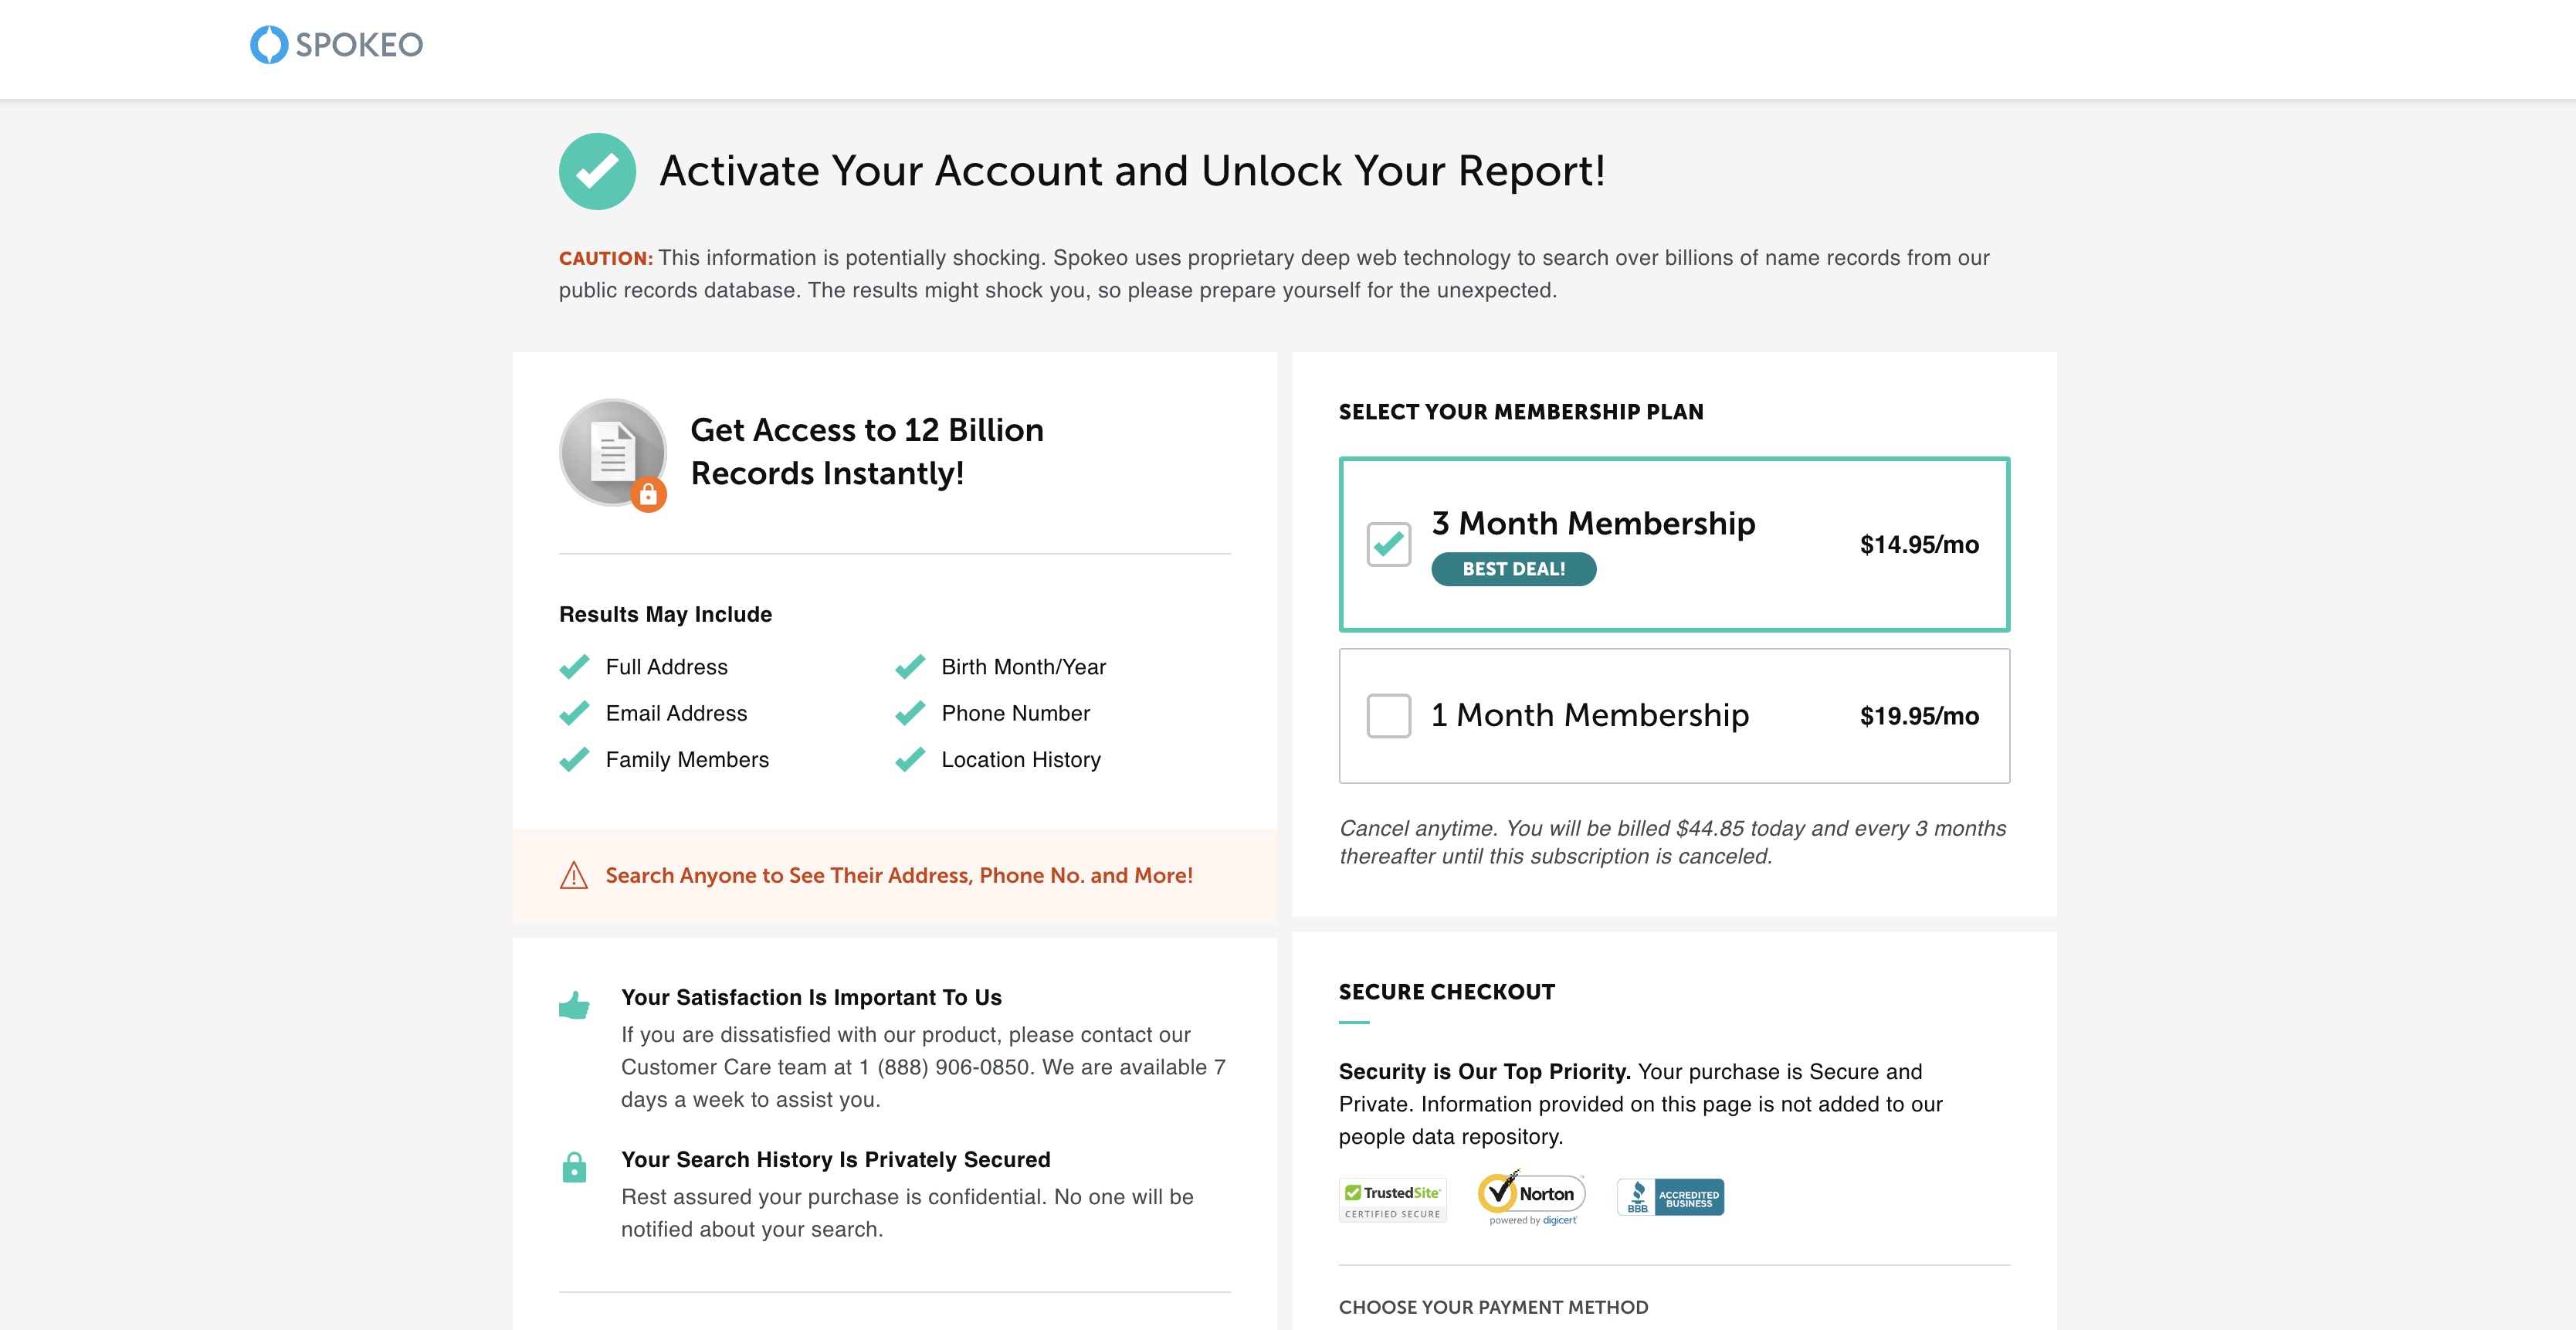 SPOKEO
Activate Your Account and Unlock Your Report!
CAUTION: This information is potentially shocking. Spokeo uses proprietary deep web technology to search over billions of name records from our
public records database. The results might shock you, so please prepare yourself for the unexpected.
Get Access to 12 Billion
Records Instantly!
Results May Include
Full Address
Birth Month/Year
Email Address
Phone Number
Family Members
Location History
Search Anyone to See Their Address, Phone No. and More!
Your Satisfaction Is Important To Us
If you are dissatisfied with our product, please contact our
Customer Care team at 1 (888) 906-0850. We are available 7
days a week to assist you.
Your Search History Is Privately Secured
Rest assured your purchase is confidential. No one will be
notified about your search.
SELECT YOUR MEMBERSHIP PLAN
3 Month Membership
$14.95/mo
BEST DEAL!
1 Month Membership
$19.95/mo
Cancel anytime. You will be billed $44.85 today and every 3 months
thereafter until this subscription is canceled.
SECURE CHECKOUT
Security is Our Top Priority. Your purchase is Secure and
Private. Information provided on this page is not added to our
people data repository.
TrustedSite
CERTIFIED SECURE
Norton
powered by digicert
BBB
ACCREDITED
BUSINESS
CHOOSE YOUR PAYMENT METHOD